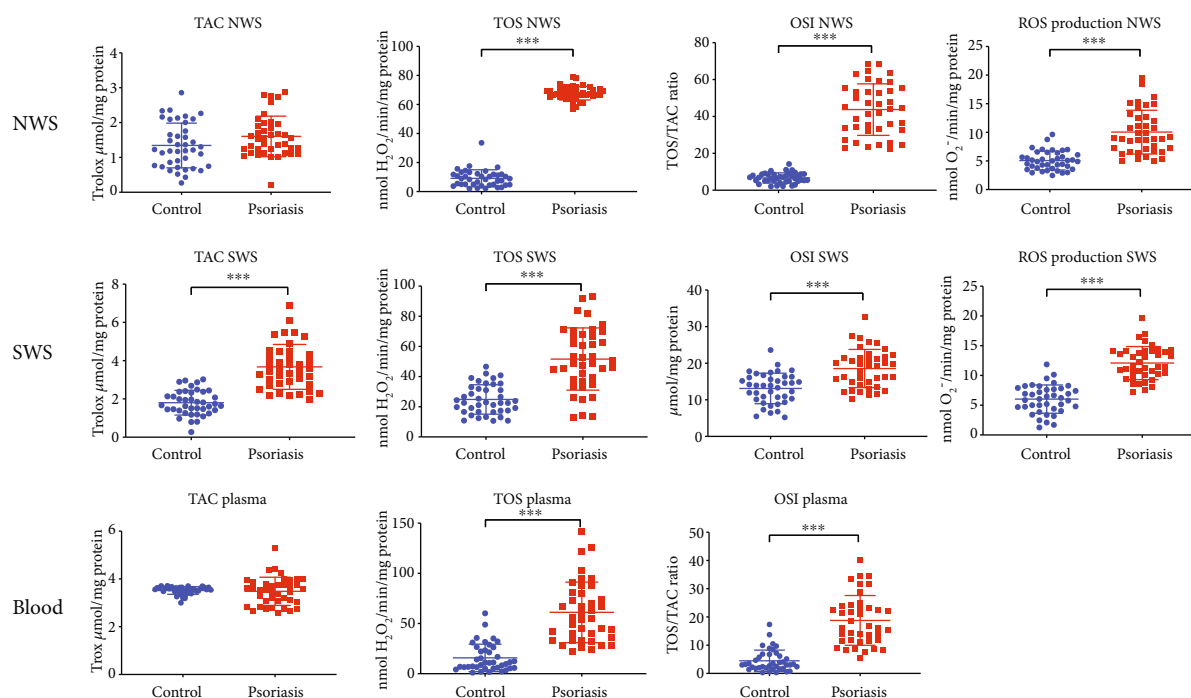 NWS
TAC NWS
Trolox μmol/mg protein
4
3
2
1
0
Control Psoriasis
TOS NWS
***
nmol H₂O₂/min/mg protein
100
80
60
40
20
0
Control Psoriasis
OSI NWS
***
TOS/TAC ratio
80
60
40
20
0
Control Psoriasis
ROS production NWS
***
nmol O₂⁻/min/mg protein
25
20
15
10
5
0
Control Psoriasis
SWS
TAC SWS
***
Trolox μmol/mg protein
8
6
4
2
0
Control Psoriasis
TOS SWS
***
nmol H₂O₂/min/mg protein
100
80
60
40
20
0
Control Psoriasis
OSI SWS
***
μmol/mg protein
40
30
20
10
0
Control Psoriasis
ROS production SWS
***
nmol O₂⁻/min/mg protein
25
20
15
10
5
0
Control Psoriasis
Blood
TAC plasma
Trox μmol/mg protein
6
4
2
0
Control Psoriasis
TOS plasma
***
nmol H₂O₂/min/mg protein
150
100
75
50
25
0
Control Psoriasis
OSI plasma
***
TOS/TAC ratio
50
40
30
20
10
0
Control Psoriasis